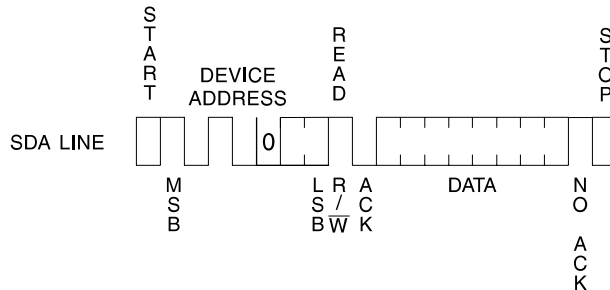 START
DEVICE
ADDRESS
READ
STOP
SDA LINE
0
MSB
LSB
R/W̅
ACK
DATA
NO ACK